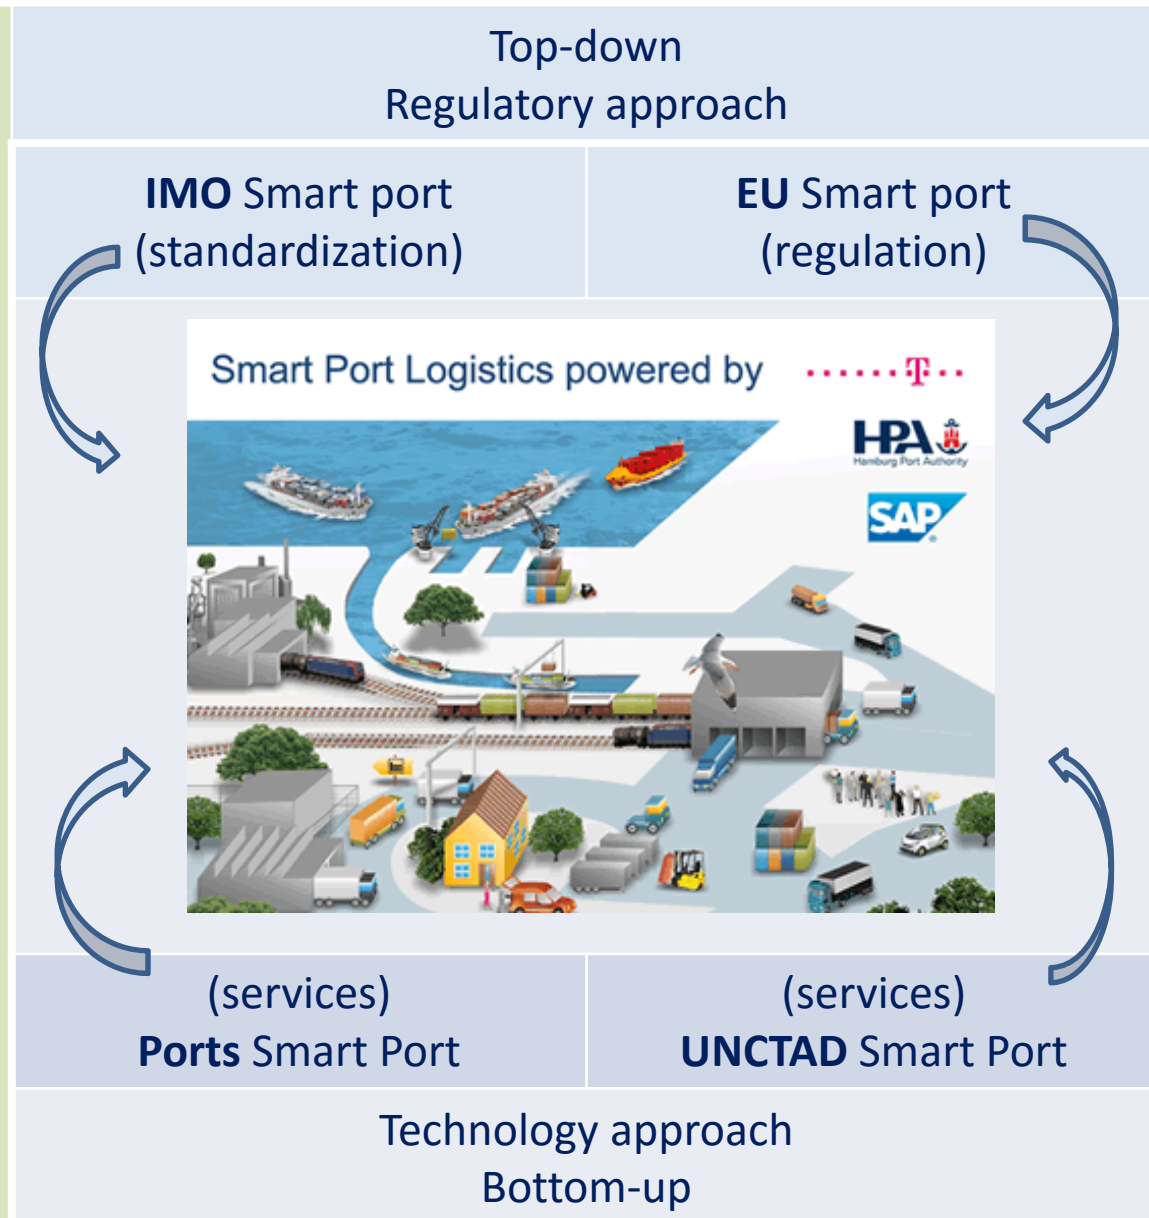 Top-down
Regulatory approach
IMO Smart port
(standardization)
EU Smart port
(regulation)
Smart Port Logistics powered by
T
HPA
Hamburg Port Authority
SAP
(services)
Ports Smart Port
(services)
UNCTAD Smart Port
Technology approach
Bottom-up